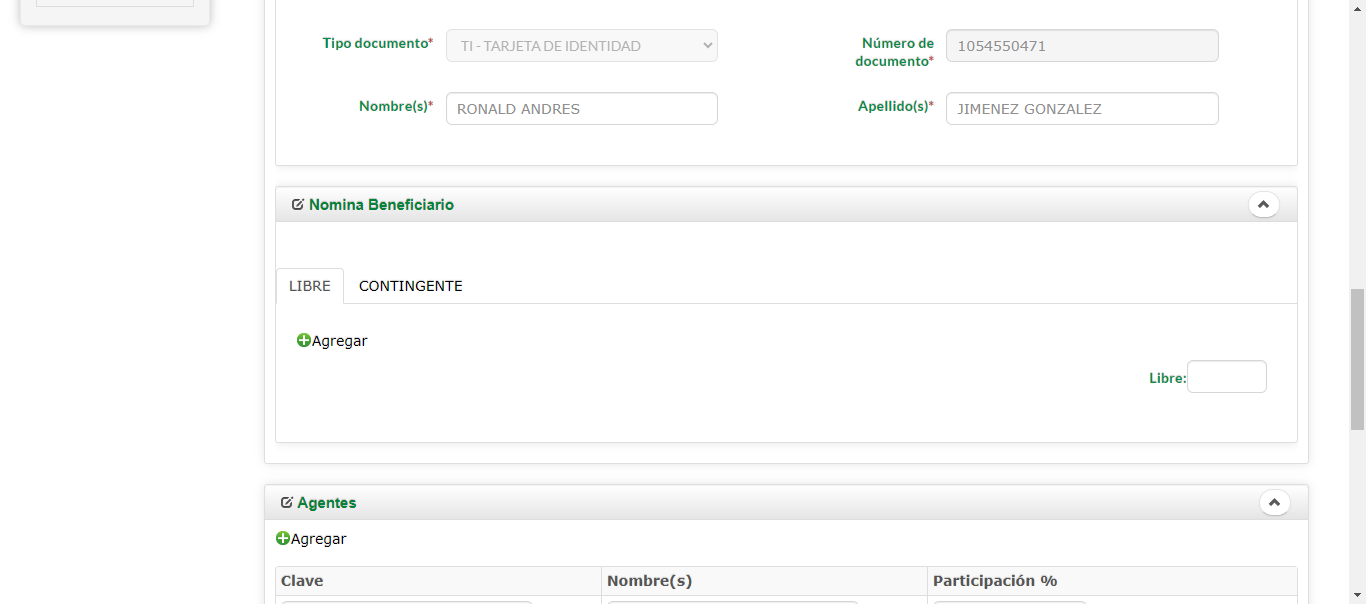 Tipo documento* TI - TARJETA DE IDENTIDAD Número de documento* 1054550471
Nombre(s)* RONALD ANDRES Apellido(s)* JIMENEZ GONZALEZ
Nomina Beneficiario
LIBRE CONTINGENTE
Agregar
Libre:
Agentes
Agregar
Clave Nombre(s) Participación %